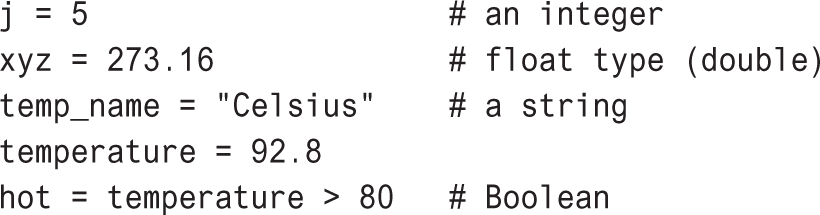 j = 5                     # an integer
xyz = 273.16              # float type (double)
temp_name = "Celsius"     # a string
temperature = 92.8
hot = temperature > 80    # Boolean